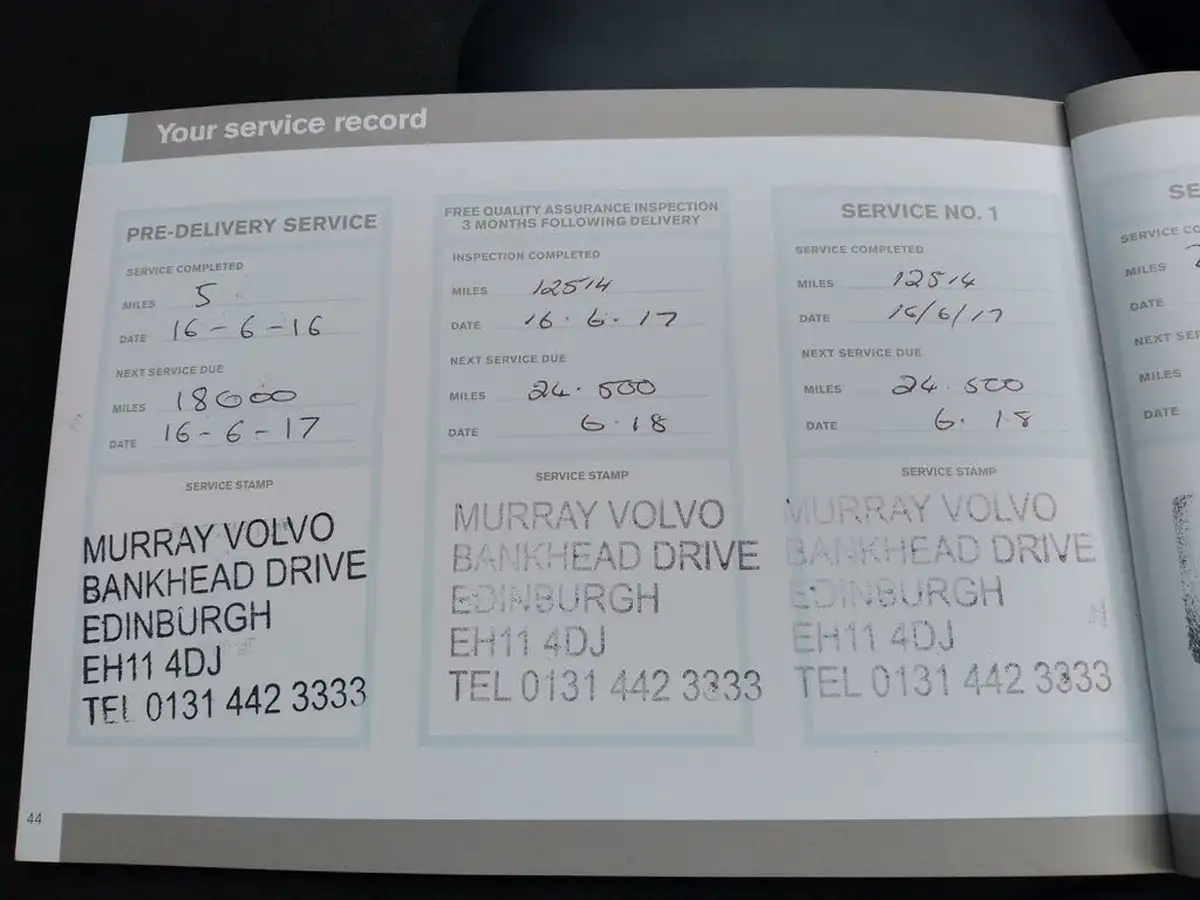 Your service record
PRE-DELIVERY SERVICE
SERVICE COMPLETED
MILES 5
DATE 16-6-16
NEXT SERVICE DUE
MILES 18000
DATE 16-6-17
SERVICE STAMP
MURRAY VOLVO
BANKHEAD DRIVE
EDINBURGH
EH11 4DJ
TEL 0131 442 3333
FREE QUALITY ASSURANCE INSPECTION
3 MONTHS FOLLOWING DELIVERY
INSPECTION COMPLETED
MILES 12514
DATE 16·6·17
NEXT SERVICE DUE
MILES 24·500
DATE 6·18
SERVICE STAMP
MURRAY VOLVO
BANKHEAD DRIVE
EDINBURGH
EH11 4DJ
TEL 0131 442 3333
SERVICE NO. 1
SERVICE COMPLETED
MILES 12514
DATE 16/6/17
NEXT SERVICE DUE
MILES 24·500
DATE 6·18
SERVICE STAMP
MURRAY VOLVO
BANKHEAD DRIVE
EDINBURGH
EH11 4DJ
TEL 0131 442 3333
SE
SERVICE CO
MILES
DATE
NEXT SER
MILES
DATE
44